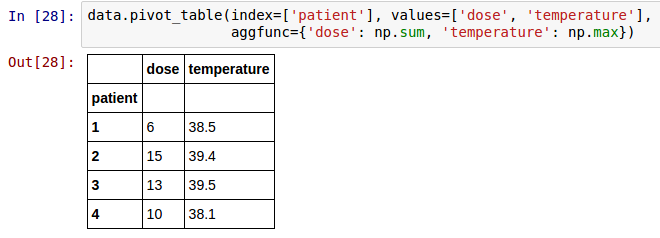 In [28]: data.pivot_table(index=['patient'], values=['dose', 'temperature'],
aggfunc={'dose': np.sum, 'temperature': np.max})
Out[28]:
dose temperature
patient
1 6 38.5
2 15 39.4
3 13 39.5
4 10 38.1